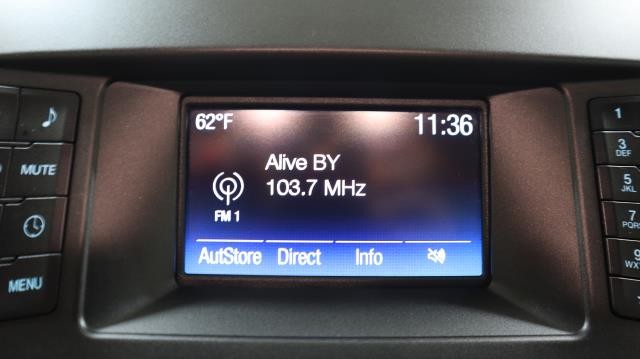 62°F 11:36
Alive BY
103.7 MHz
FM 1
AutStore Direct Info
MUTE
MENU
1
3 DEF
5 JKL
7
9